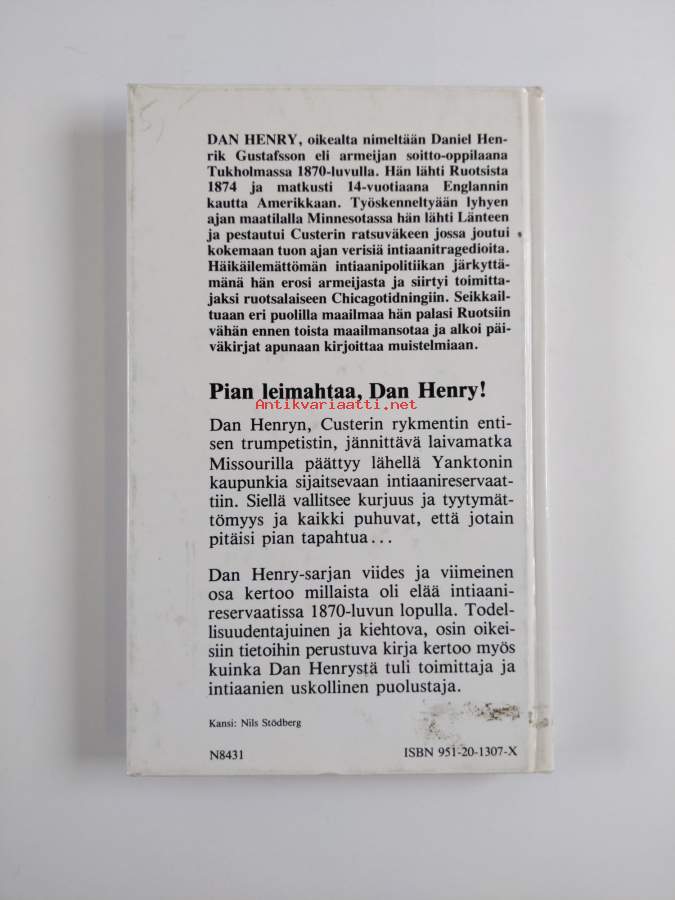 DAN HENRY, oikealta nimeltään Daniel Hen-
rik Gustafsson eli armeijan soitto-oppilaana
Tukholmassa 1870-luvulla. Hän lähti Ruotsista
1874 ja matkusti 14-vuotiaana Englannin
kautta Amerikkaan. Työskenneltyään lyhyen
ajan maatilalla Minnesotassa hän lähti Länteen
ja pestautui Custerin ratsuväkeen jossa joutui
kokemaan tuon ajan verisiä intiaanitragedioita.
Häikäilemättömän intiaanipolitiikan järkyttä-
mänä hän erosi armeijasta ja siirtyi toimitta-
jaksi ruotsalaiseen Chicagotidningiin. Seikkail-
tuaan eri puolilla maailmaa hän palasi Ruotsiin
vähän ennen toista maailmansotaa ja alkoi päi-
väkirjat apunaan kirjoittaa muistelmiaan.
Pian leimahtaa, Dan Henry!
Antikvariaatti.net
Dan Henryn, Custerin rykmentin enti-
sen trumpetistin, jännittävä laivamatka
Missourilla päättyy lähellä Yanktonin
kaupunkia sijaitsevaan intiaanireservaat-
tiin. Siellä vallitsee kurjuus ja tyytymät-
tömyys ja kaikki puhuvat, että jotain
pitäisi pian tapahtua...
Dan Henry-sarjan viides ja viimeinen
osa kertoo millaista oli elää intiaani-
reservaatissa 1870-luvun lopulla. Todel-
lisuudentajuinen ja kiehtova, osin oikei-
siin tietoihin perustuva kirja kertoo myös
kuinka Dan Henrystä tuli toimittaja ja
intiaanien uskollinen puolustaja.
Kansi: Nils Stödberg
N8431 ISBN 951-20-1307-X